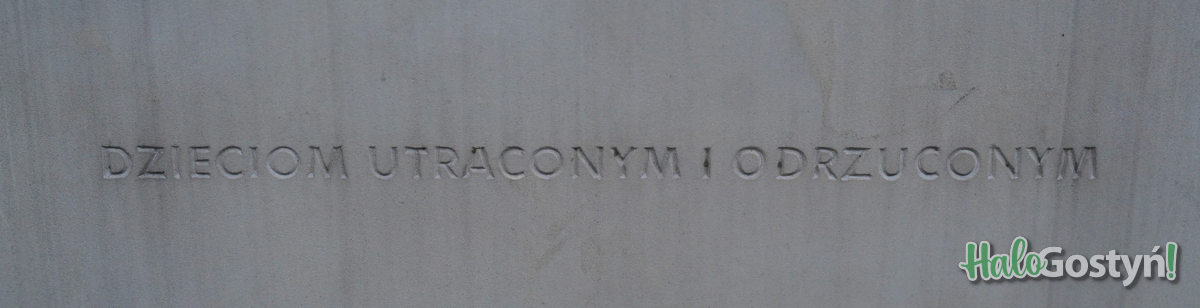 DZIECIOM UTRACONYM I ODRZUCONYM
HaloGostyń!